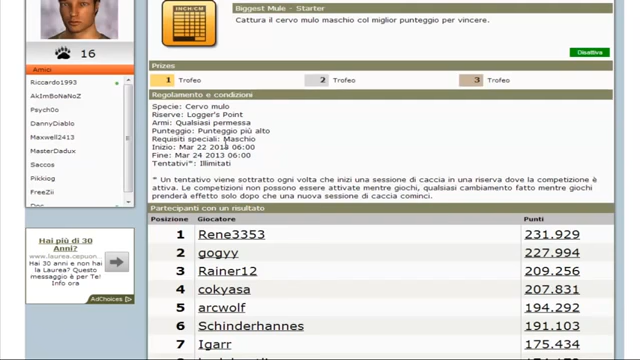 INCH/CM
Biggest Mule - Starter
Cattura il cervo mulo maschio col miglior punteggio per vincere.
16
Disattiva
Amici
Prizes
Riccardo1993
1 Trofeo 2 Trofeo 3 Trofeo
AkImBoNaNoZ
Psych0o
DannyDiablo
Maxwell2413
MasterDadux
Saccos
Pikkiog
FreeZii
Doc
Regolamento e condizioni
Specie: Cervo mulo
Riserve: Logger's Point
Armi: Qualsiasi permessa
Punteggio: Punteggio più alto
Requisiti speciali: Maschio
Inizio: Mar 22 2013 06:00
Fine: Mar 24 2013 06:00
Tentativi*: Illimitati
* Un tentativo viene sottratto ogni volta che inizi una sessione di caccia in una riserva dove la competizione è
attiva. Le competizioni non possono essere attivate mentre giochi, qualsiasi cambiamento fatto mentre giochi
prenderà effetto solo dopo che una nuova sessione di caccia cominci.
Partecipanti con un risultato
Posizione Giocatore Punti
1 Rene3353 231.929
2 gogyy 227.994
3 Rainer12 209.256
4 cokyasa 207.831
5 arcwolf 194.292
6 Schinderhannes 191.103
7 Igarr 175.434
Hai più di 30
Anni?
www.laurea.cepuon...
Hai 30 anni e non hai
la Laurea? Questo
messaggio è per Te!
Info ora
AdChoices